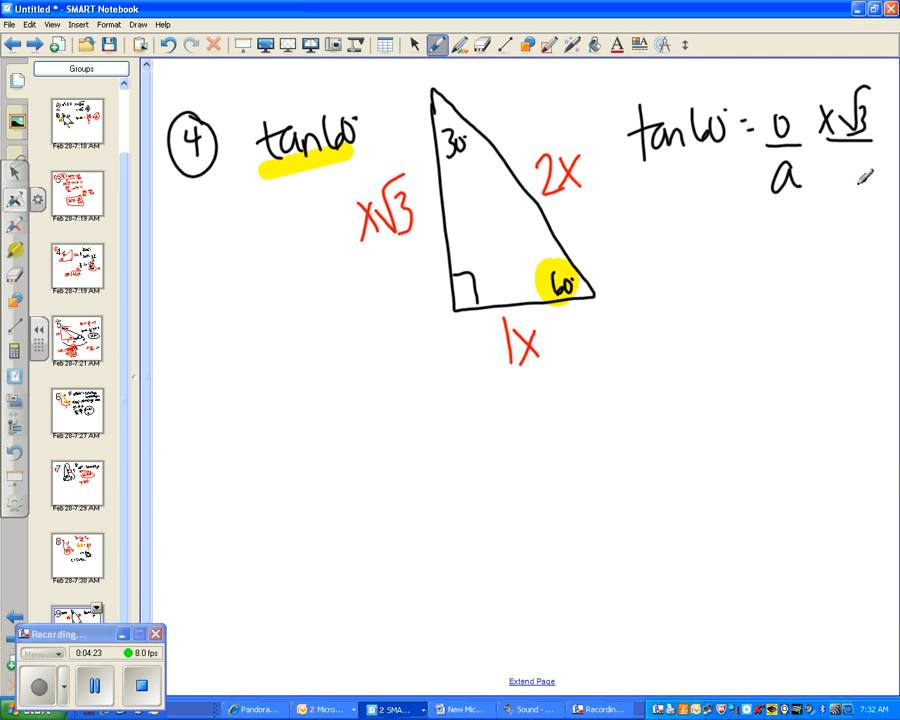 Untitled * - SMART Notebook
File Edit View Insert Format Draw Help
Groups
Feb 28-7:18 AM
Feb 28-7:19 AM
Feb 28-7:19 AM
Feb 28-7:21 AM
Feb 28-7:27 AM
Feb 28-7:29 AM
Feb 28-7:30 AM
4
tan60°
30°
60°
x√3
2x
1x
tan60° = o/a x√3
Extend Page
Recording...
Menu
0:04:23
8.0 fps
Start
Pandora...
2 Micro...
2 SMA...
New Mic...
Sound - ...
Recordin...
7:32 AM